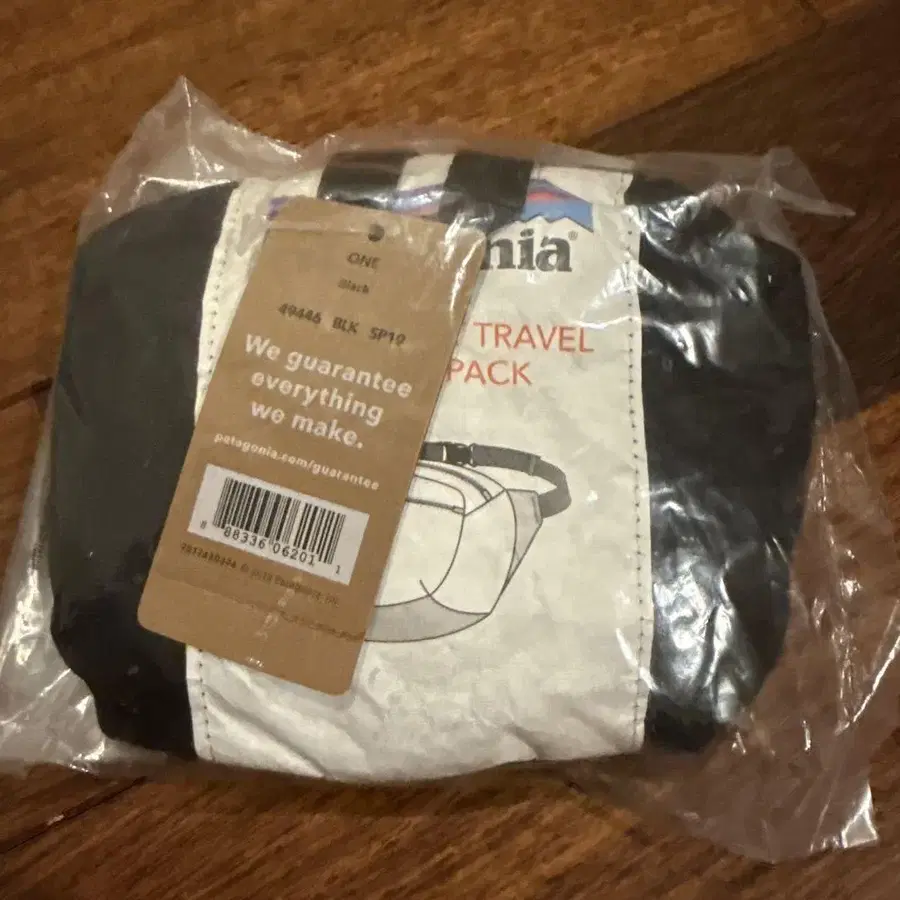 ONE
Black
49446 BLK SP19
We guarantee
everything
we make.
patagonia.com/guarantee
8 88336 06201 1
nia®
TRAVEL
PACK